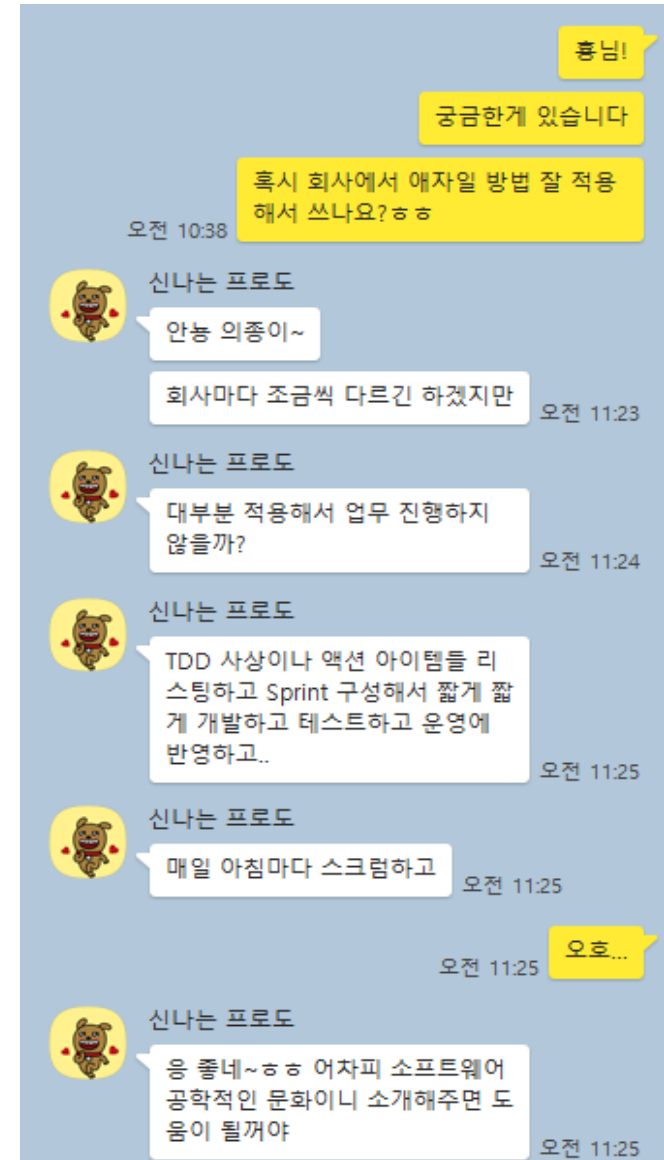 흉님!
궁금한게 있습니다
혹시 회사에서 애자일 방법 잘 적용
해서 쓰나요?ㅎㅎ
오전 10:38
신나는 프로도
안뇽 의종이~
회사마다 조금씩 다르긴 하겠지만
오전 11:23
신나는 프로도
대부분 적용해서 업무 진행하지
않을까?
오전 11:24
신나는 프로도
TDD 사상이나 액션 아이템들 리
스팅하고 Sprint 구성해서 짧게 짧
게 개발하고 테스트하고 운영에
반영하고..
오전 11:25
신나는 프로도
매일 아침마다 스크럼하고
오전 11:25
오호...
오전 11:25
신나는 프로도
응 좋네~ㅎㅎ 어차피 소프트웨어
공학적인 문화이니 소개해주면 도
움이 될꺼야
오전 11:25